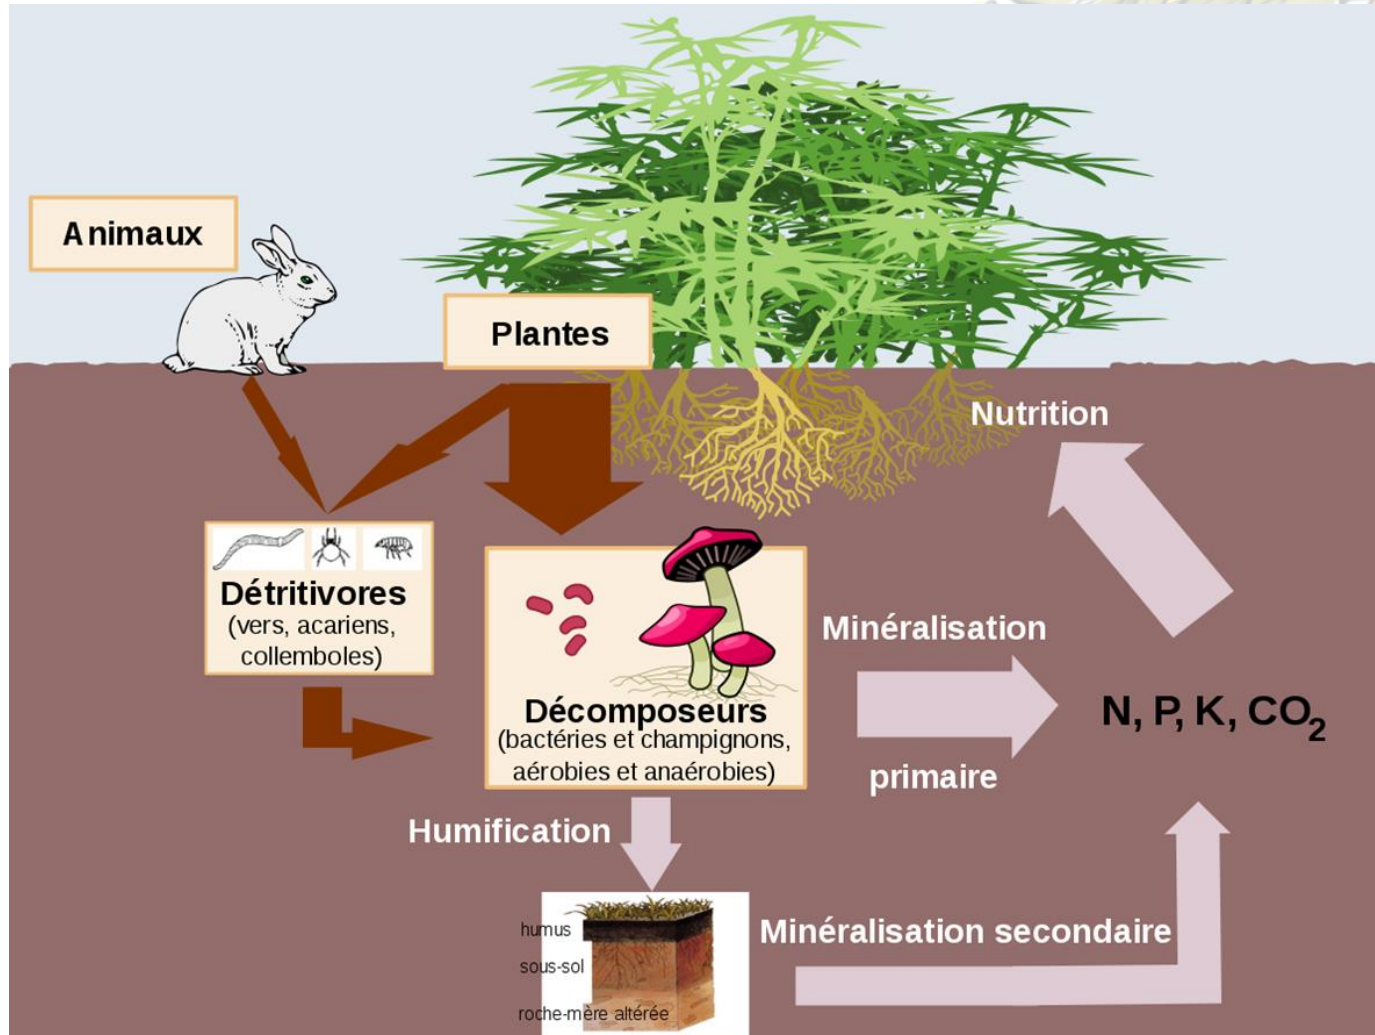 Animaux
Plantes
Nutrition
Détritivores
(vers, acariens,
collemboles)
Décomposeurs
(bactéries et champignons,
aérobies et anaérobies)
Minéralisation
primaire
N, P, K, CO₂
Humification
humus
sous-sol
roche-mère altérée
Minéralisation secondaire